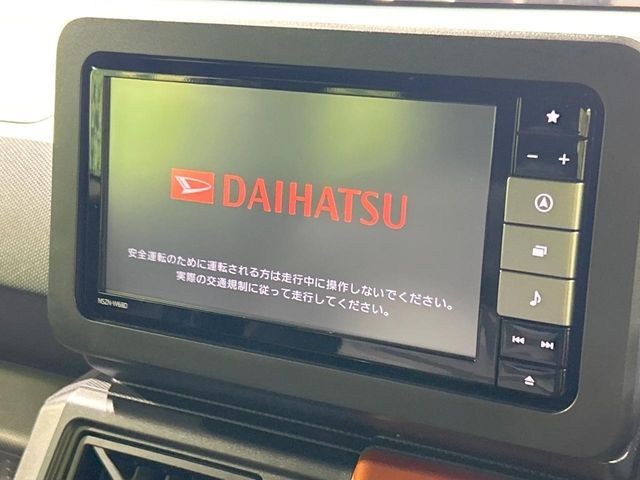 DAIHATSU
安全運転のために運転される方は走行中に操作しないでください。
実際の交通規制に従って走行してください。
NSZN-W68D